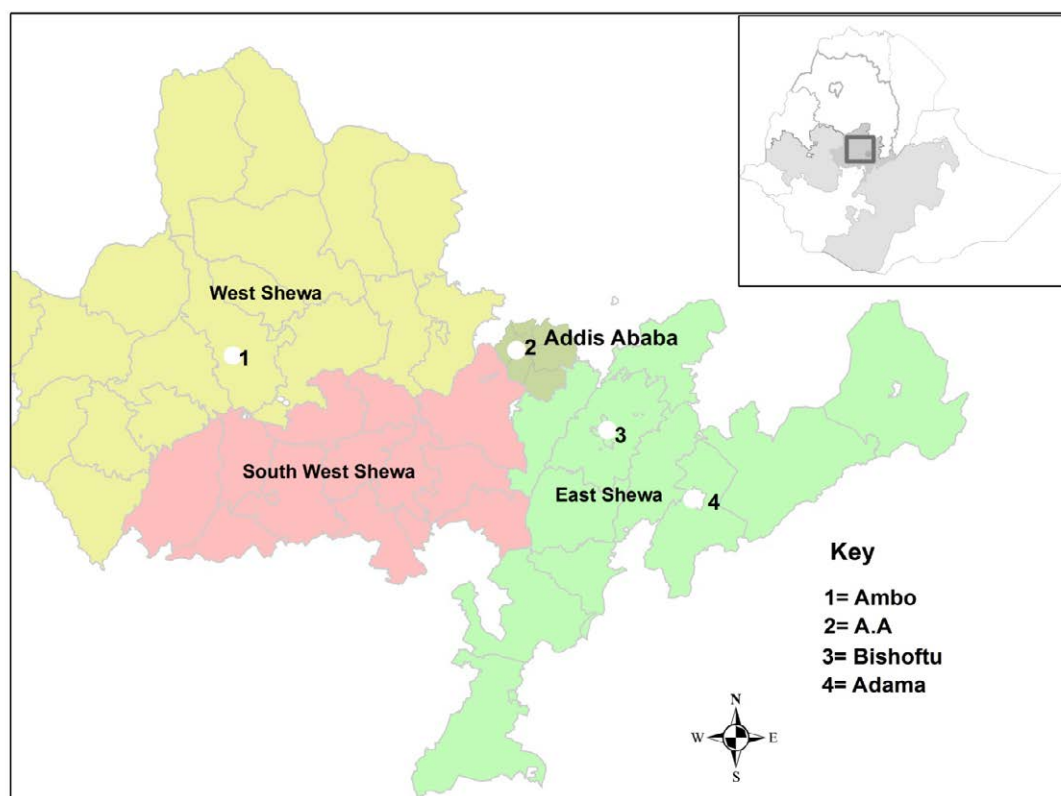 West Shewa
1
2
Addis Ababa
3
South West Shewa
East Shewa
4
Key
1= Ambo
2= A.A
3= Bishoftu
4= Adama
N
W
E
S